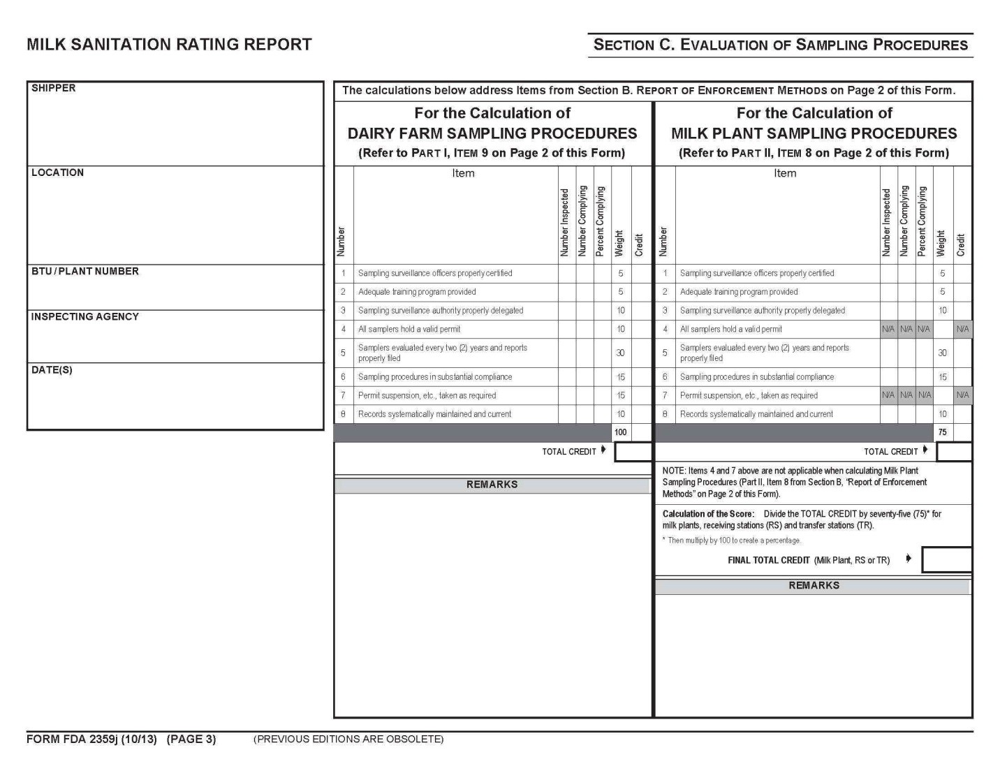 MILK SANITATION RATING REPORT
SECTION C. EVALUATION OF SAMPLING PROCEDURES
SHIPPER
LOCATION
BTU / PLANT NUMBER
INSPECTING AGENCY
DATE(S)
The calculations below address Items from Section B. REPORT OF ENFORCEMENT METHODS on Page 2 of this Form.
For the Calculation of
DAIRY FARM SAMPLING PROCEDURES
(Refer to PART I, ITEM 9 on Page 2 of this Form)
Number
Item
Number Inspected
Number Complying
Percent Complying
Weight
Credit
1 Sampling surveillance officers properly certified 5
2 Adequate training program provided 5
3 Sampling surveillance authority properly delegated 10
4 All samplers hold a valid permit 10
5 Samplers evaluated every two (2) years and reports
properly filed 30
6 Sampling procedures in substantial compliance 15
7 Permit suspension, etc., taken as required 15
8 Records systematically maintained and current 10
100
TOTAL CREDIT
REMARKS
For the Calculation of
MILK PLANT SAMPLING PROCEDURES
(Refer to PART II, ITEM 8 on Page 2 of this Form)
Number
Item
Number Inspected
Number Complying
Percent Complying
Weight
Credit
1 Sampling surveillance officers properly certified 5
2 Adequate training program provided 5
3 Sampling surveillance authority properly delegated 10
4 All samplers hold a valid permit N/A N/A N/A N/A
5 Samplers evaluated every two (2) years and reports
properly filed 30
6 Sampling procedures in substantial compliance 15
7 Permit suspension, etc., taken as required N/A N/A N/A N/A
8 Records systematically maintained and current 10
75
TOTAL CREDIT
NOTE: Items 4 and 7 above are not applicable when calculating Milk Plant
Sampling Procedures (Part II, Item 8 from Section B, “Report of Enforcement
Methods” on Page 2 of this Form).
Calculation of the Score: Divide the TOTAL CREDIT by seventy-five (75)* for
milk plants, receiving stations (RS) and transfer stations (TR).
* Then multiply by 100 to create a percentage.
FINAL TOTAL CREDIT (Milk Plant, RS or TR)
REMARKS
FORM FDA 2359j (10/13) (PAGE 3) (PREVIOUS EDITIONS ARE OBSOLETE)